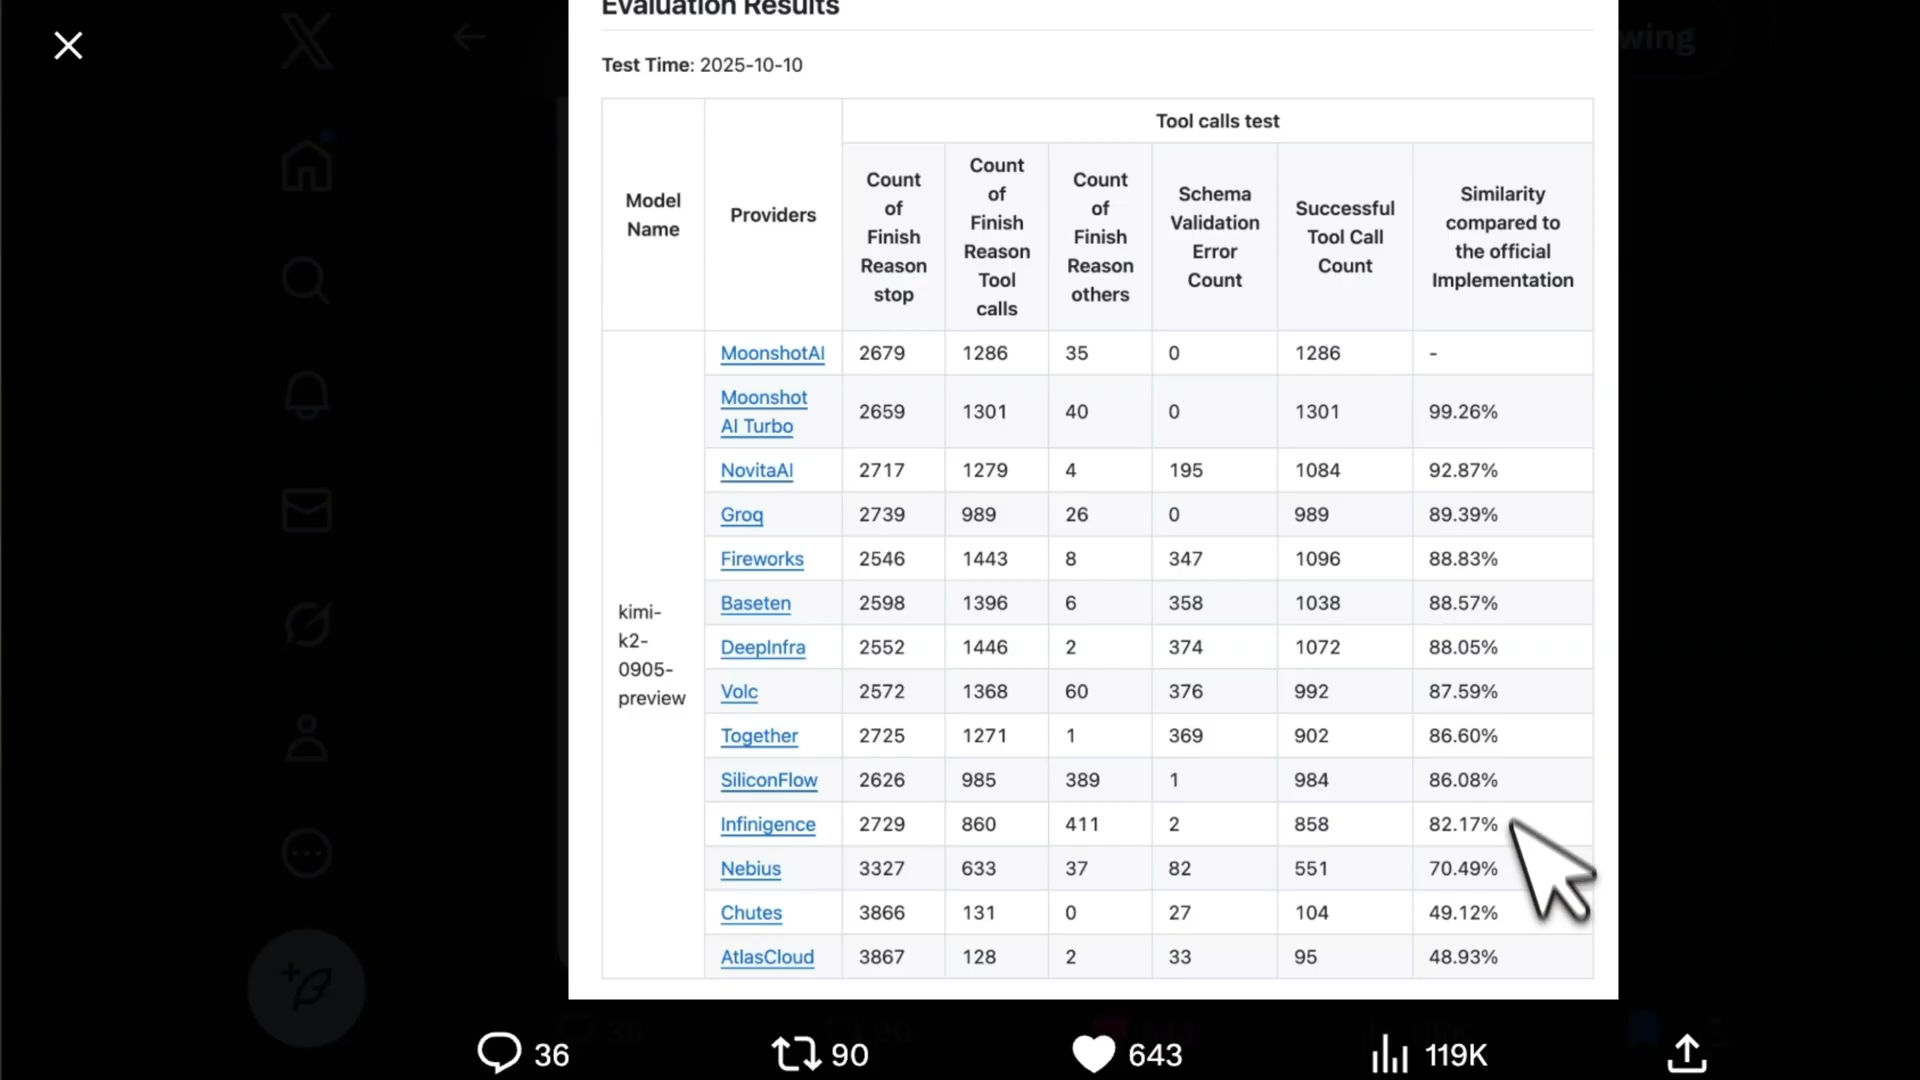 Evaluation Results
wing
Test Time: 2025-10-10
Model Name
Providers
Tool calls test
Count of Finish Reason stop
Count of Finish Reason Tool calls
Count of Finish Reason others
Schema Validation Error Count
Successful Tool Call Count
Similarity compared to the official Implementation
kimi-k2-0905-preview
MoonshotAI 2679 1286 35 0 1286 -
Moonshot AI Turbo 2659 1301 40 0 1301 99.26%
NovitaAI 2717 1279 4 195 1084 92.87%
Groq 2739 989 26 0 989 89.39%
Fireworks 2546 1443 8 347 1096 88.83%
Baseten 2598 1396 6 358 1038 88.57%
DeepInfra 2552 1446 2 374 1072 88.05%
Volc 2572 1368 60 376 992 87.59%
Together 2725 1271 1 369 902 86.60%
SiliconFlow 2626 985 389 1 984 86.08%
Infinigence 2729 860 411 2 858 82.17%
Nebius 3327 633 37 82 551 70.49%
Chutes 3866 131 0 27 104 49.12%
AtlasCloud 3867 128 2 33 95 48.93%
36 90 643 119K